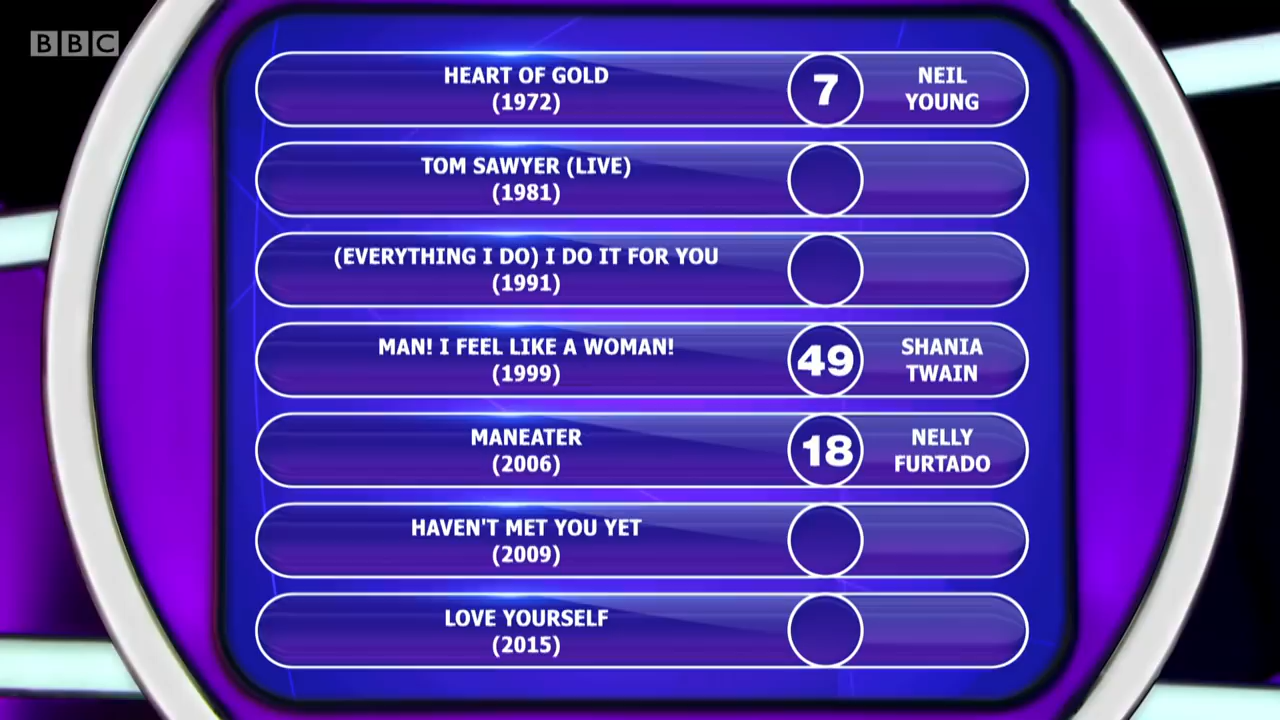 BBC
HEART OF GOLD
(1972)
7
NEIL
YOUNG
TOM SAWYER (LIVE)
(1981)
(EVERYTHING I DO) I DO IT FOR YOU
(1991)
MAN! I FEEL LIKE A WOMAN!
(1999)
49
SHANIA
TWAIN
MANEATER
(2006)
18
NELLY
FURTADO
HAVEN'T MET YOU YET
(2009)
LOVE YOURSELF
(2015)